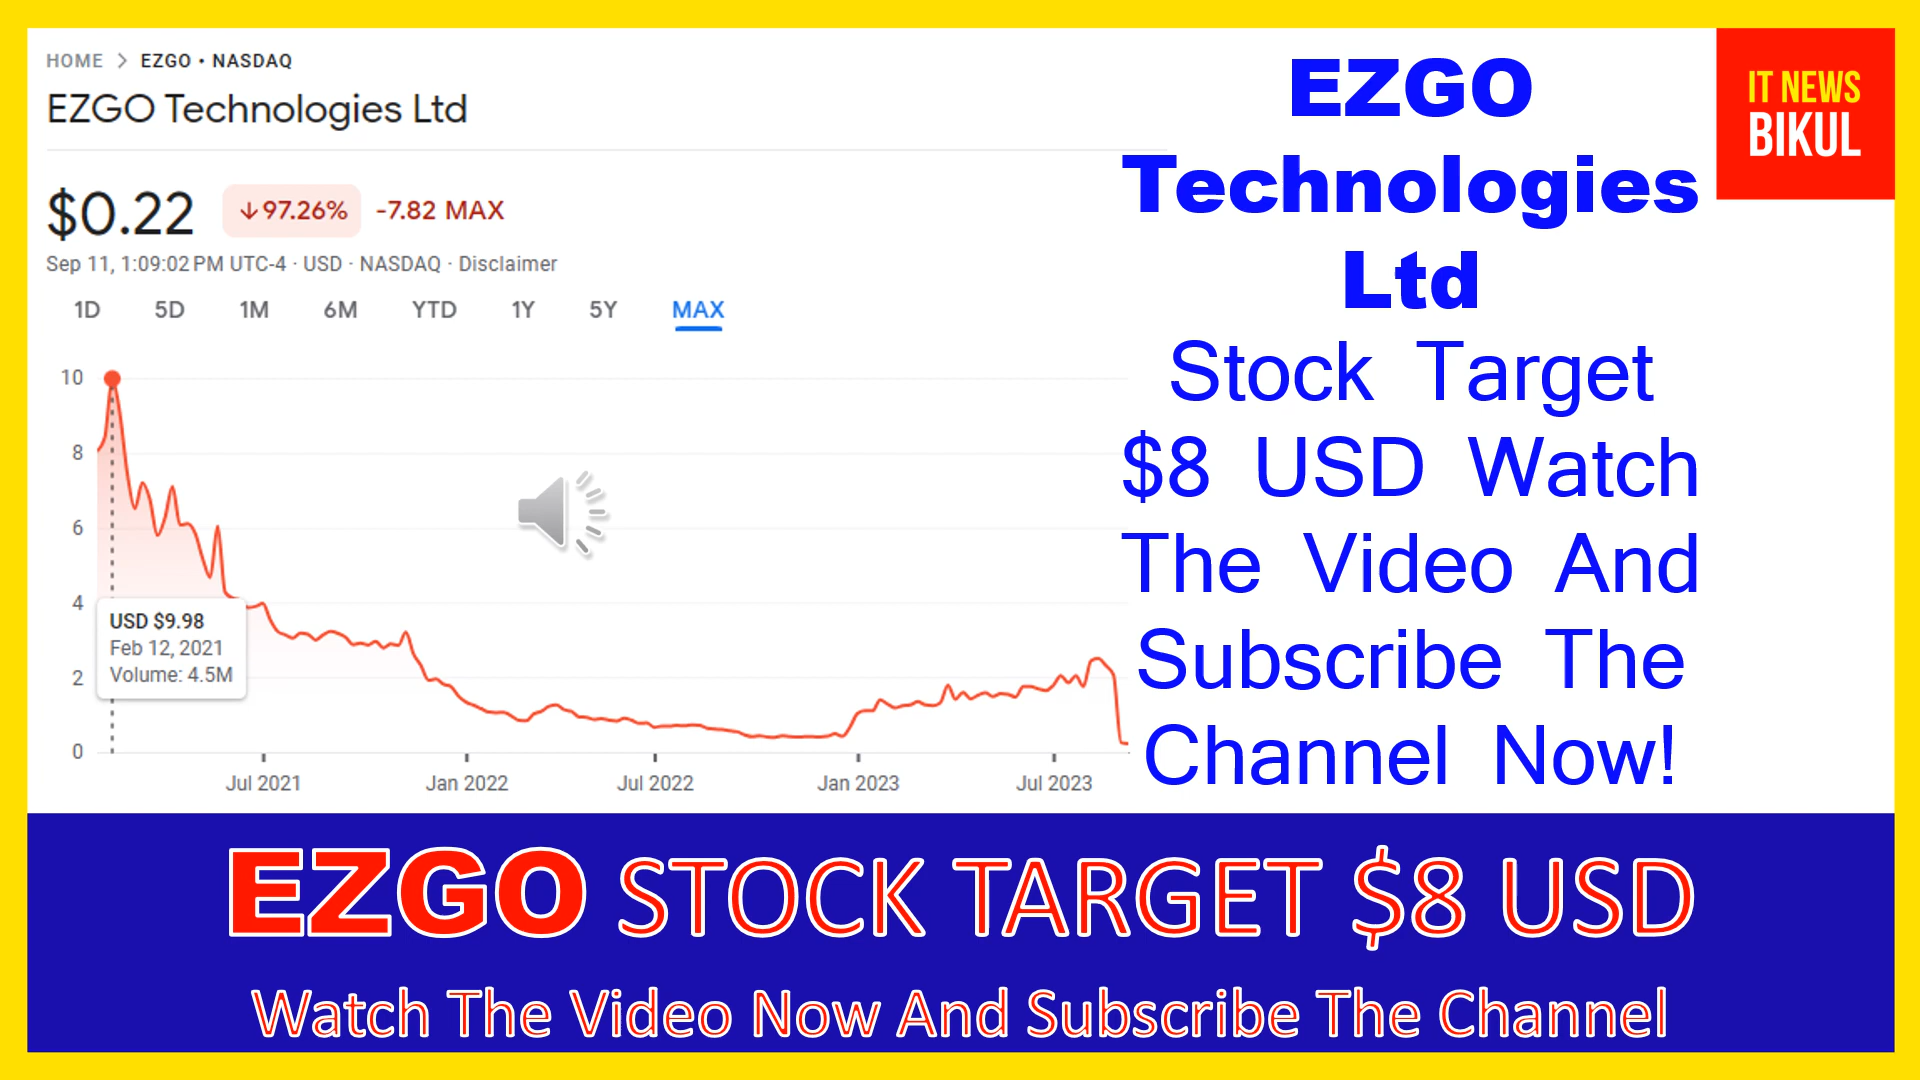 HOME > EZGO • NASDAQ
EZGO Technologies Ltd
$0.22 ↓97.26% -7.82 MAX
Sep 11, 1:09:02 PM UTC-4 · USD · NASDAQ · Disclaimer
1D 5D 1M 6M YTD 1Y 5Y MAX
10
8
6
4
2
0
USD $9.98
Feb 12, 2021
Volume: 4.5M
Jul 2021 Jan 2022 Jul 2022 Jan 2023 Jul 2023
EZGO
Technologies
Ltd
Stock Target
$8 USD Watch
The Video And
Subscribe The
Channel Now!
IT NEWS
BIKUL
EZGO STOCK TARGET $8 USD
Watch The Video Now And Subscribe The Channel